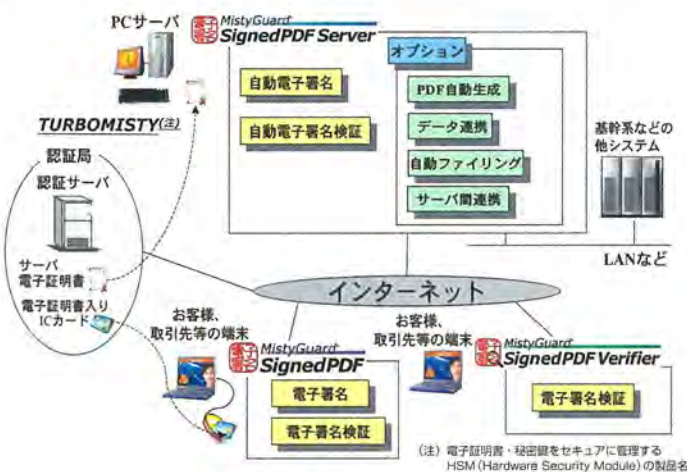 PCサーバ
MistyGuard
SignedPDF Server
オプション
自動電子署名
自動電子署名検証
PDF自動生成
データ連携
自動ファイリング
サーバ間連携
基幹系などの
他システム
LANなど
TURBOMISTY(注)
認証局
認証サーバ
サーバ
電子証明書
電子証明書入り
ICカード
インターネット
お客様、
取引先等の端末
MistyGuard
SignedPDF
電子署名
電子署名検証
お客様、
取引先等の端末
MistyGuard
SignedPDF Verifier
電子署名検証
(注) 電子証明書・秘密鍵をセキュアに管理する
HSM(Hardware Security Module)の製品名